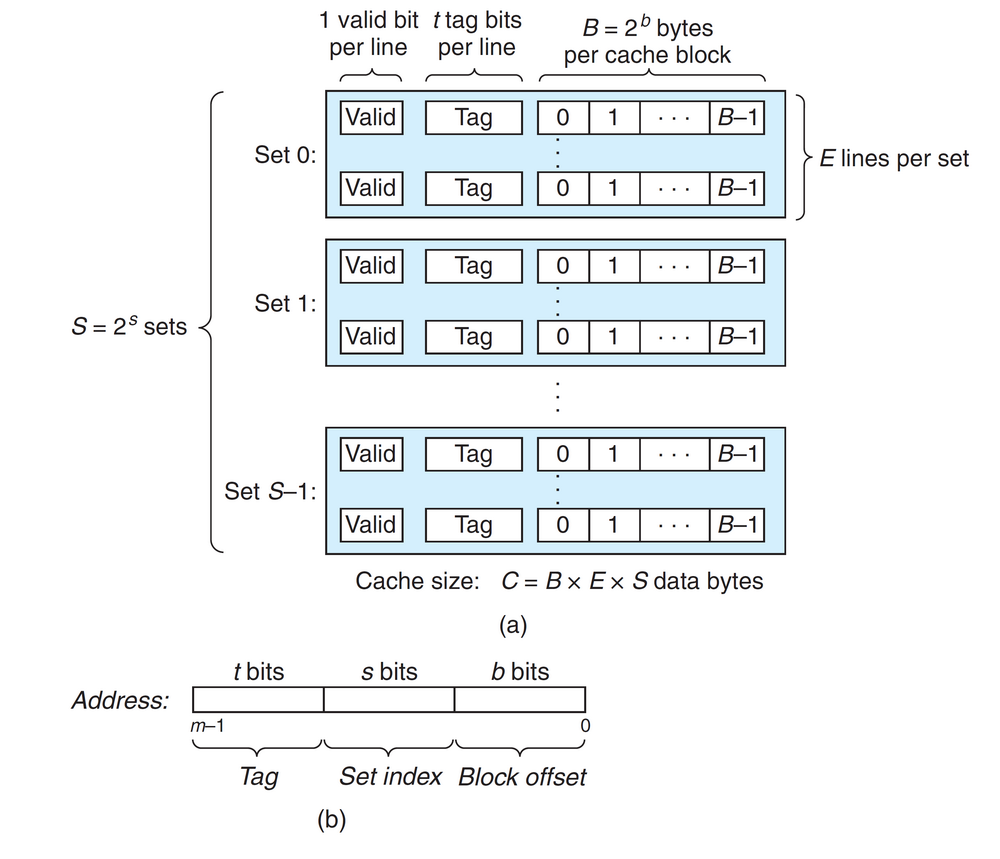 1 valid bit per line
t tag bits per line
B = 2^b bytes per cache block
Valid Tag 0 1 · · · B–1
Set 0:
E lines per set
Valid Tag 0 1 · · · B–1
Valid Tag 0 1 · · · B–1
Set 1:
Valid Tag 0 1 · · · B–1
S = 2^s sets
Valid Tag 0 1 · · · B–1
Set S–1:
Valid Tag 0 1 · · · B–1
Cache size: C = B × E × S data bytes
(a)
t bits s bits b bits
Address:
m–1 0
Tag Set index Block offset
(b)